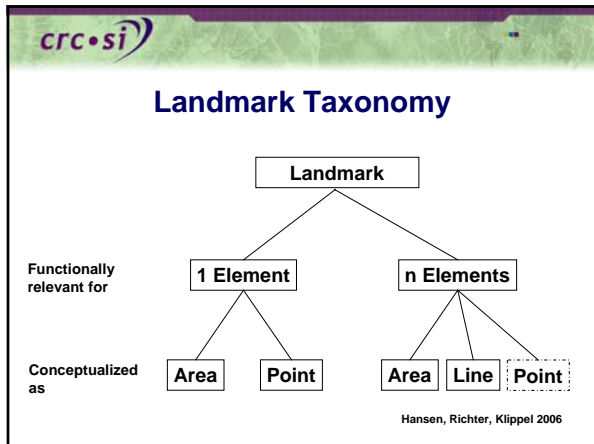 crc•si
Landmark Taxonomy
Landmark
Functionally
relevant for
1 Element
n Elements
Conceptualized
as
Area
Point
Area
Line
Point
Hansen, Richter, Klippel 2006